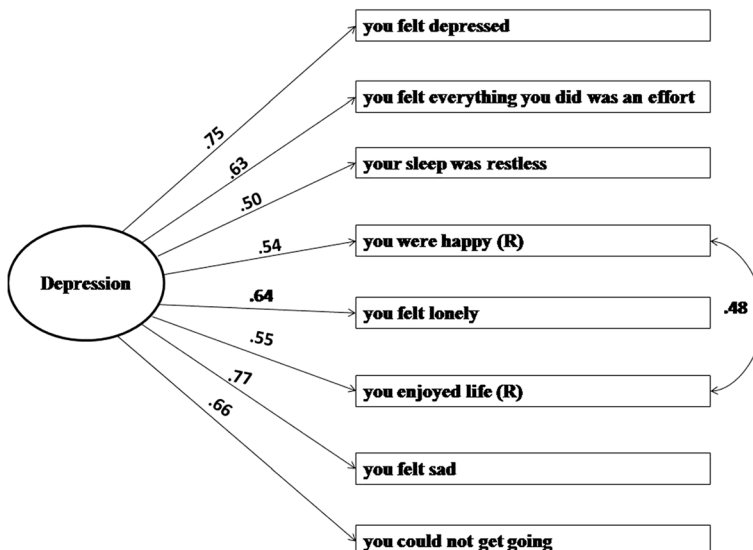 you felt depressed
you felt everything you did was an effort
.75
.63
your sleep was restless
.50
you were happy (R)
.54
Depression
.64
you felt lonely
.48
.55
you enjoyed life (R)
.77
.66
you felt sad
you could not get going